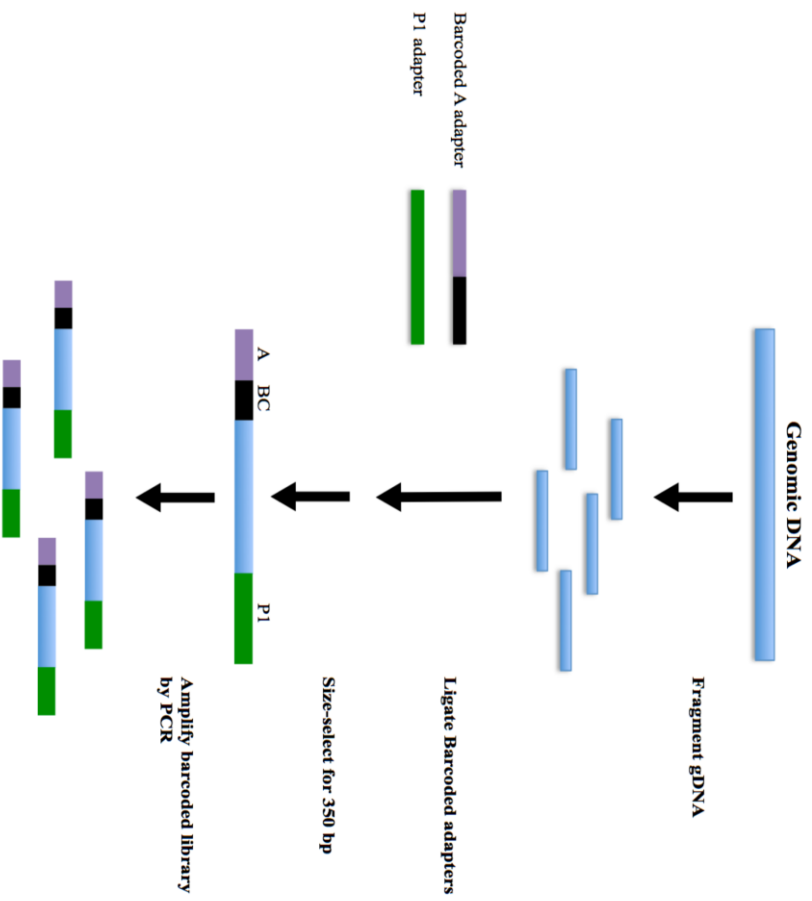 Genomic DNA
Fragment gDNA
Barcoded A adapter
P1 adapter
Ligate Barcoded adapters
Size-select for 350 bp
A
BC
P1
Amplify barcoded library
by PCR